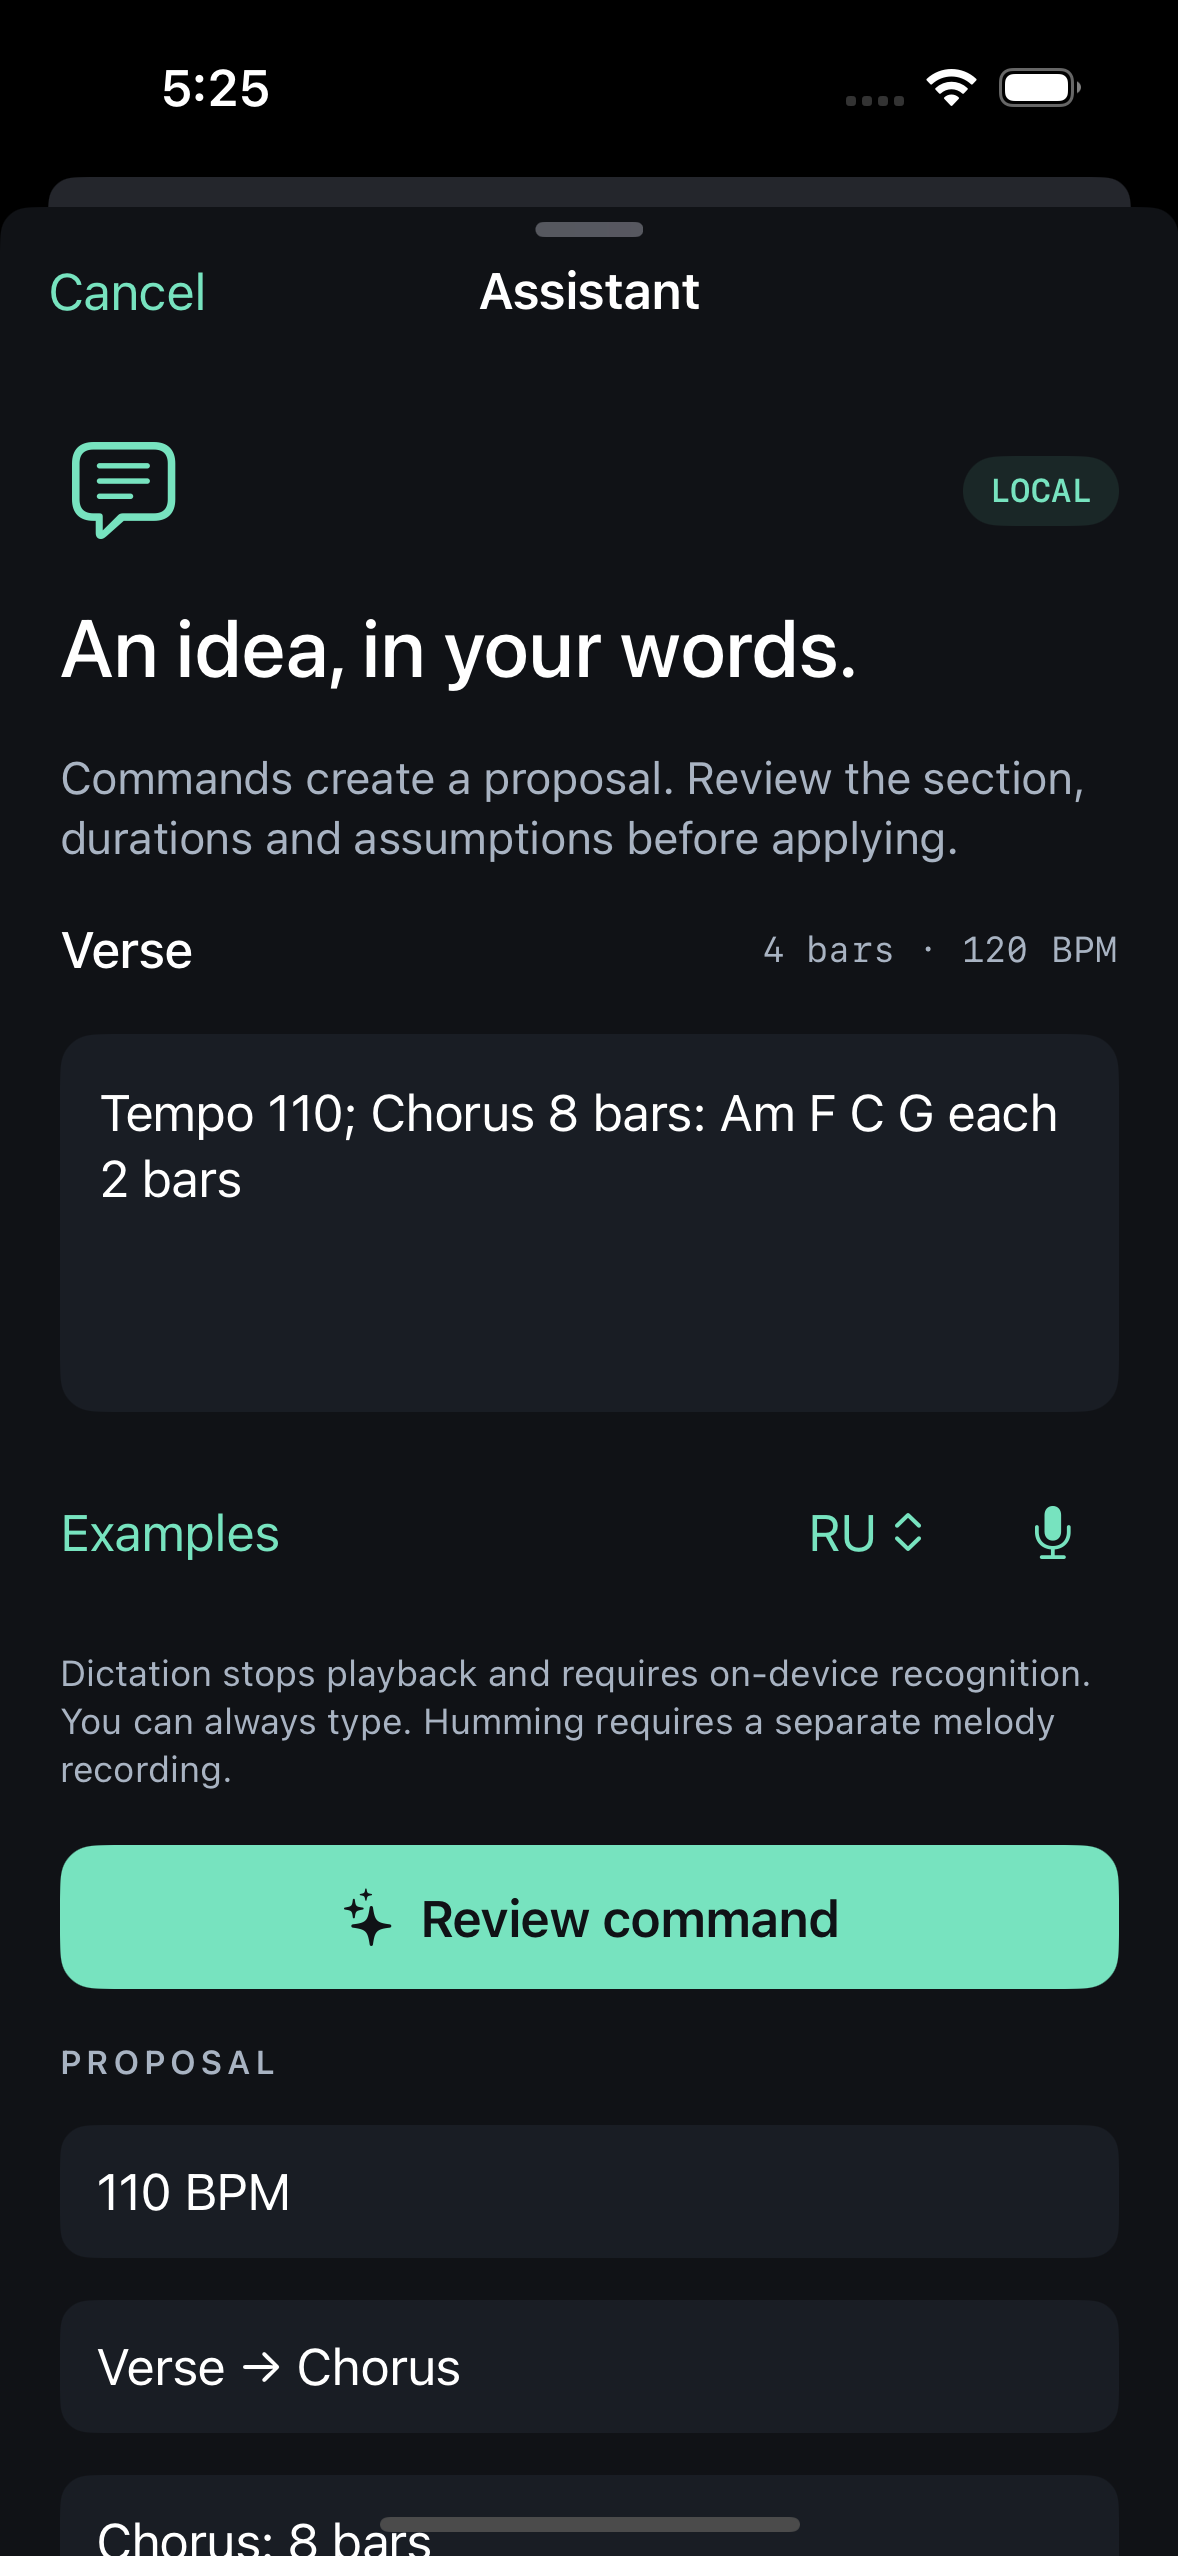 5:25
Cancel
Assistant
LOCAL
An idea, in your words.
Commands create a proposal. Review the section,
durations and assumptions before applying.
Verse
4 bars · 120 BPM
Tempo 110; Chorus 8 bars: Am F C G each
2 bars
Examples
RU
Dictation stops playback and requires on-device recognition.
You can always type. Humming requires a separate melody
recording.
Review command
PROPOSAL
110 BPM
Verse → Chorus
Chorus: 8 bars